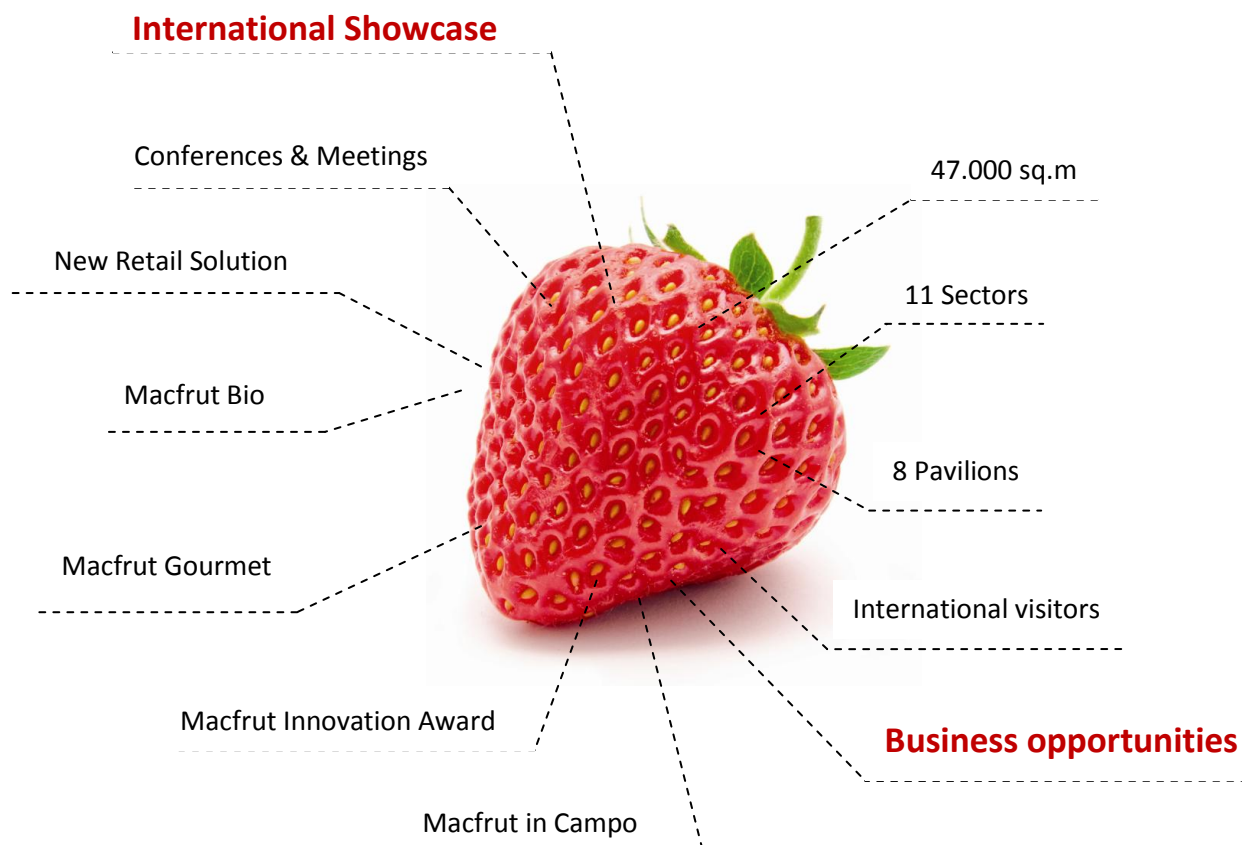 International Showcase
Conferences & Meetings
47.000 sq.m
New Retail Solution
11 Sectors
Macfrut Bio
8 Pavilions
Macfrut Gourmet
International visitors
Macfrut Innovation Award
Business opportunities
Macfrut in Campo